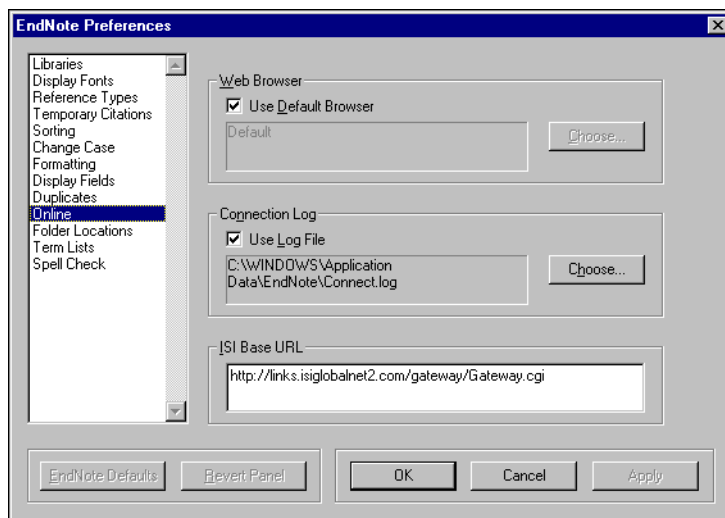 EndNote Preferences
Libraries
Display Fonts
Reference Types
Temporary Citations
Sorting
Change Case
Formatting
Display Fields
Duplicates
Online
Folder Locations
Term Lists
Spell Check
Web Browser
Use Default Browser
Default
Choose...
Connection Log
Use Log File
C:\WINDOWS\Application
Data\EndNote\Connect.log
Choose...
ISI Base URL
http://links.isiglobalnet2.com/gateway/Gateway.cgi
EndNote Defaults
Revert Panel
OK
Cancel
Apply